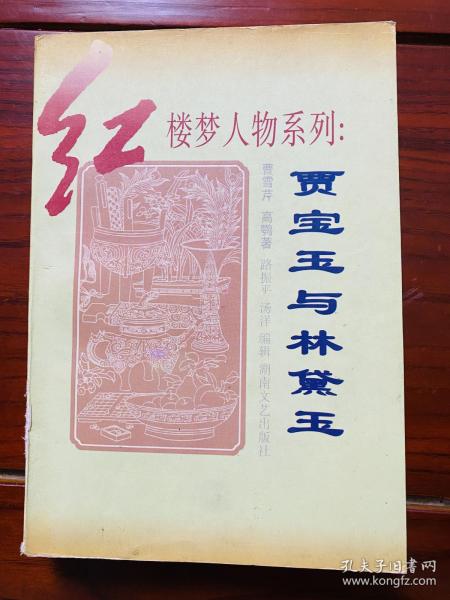 红楼梦人物系列:
贾宝玉与林黛玉
曹雪芹 高鹗著 路振平 汤洋 编辑 湖南文艺出版社
孔夫子旧书网
www.kongfz.com